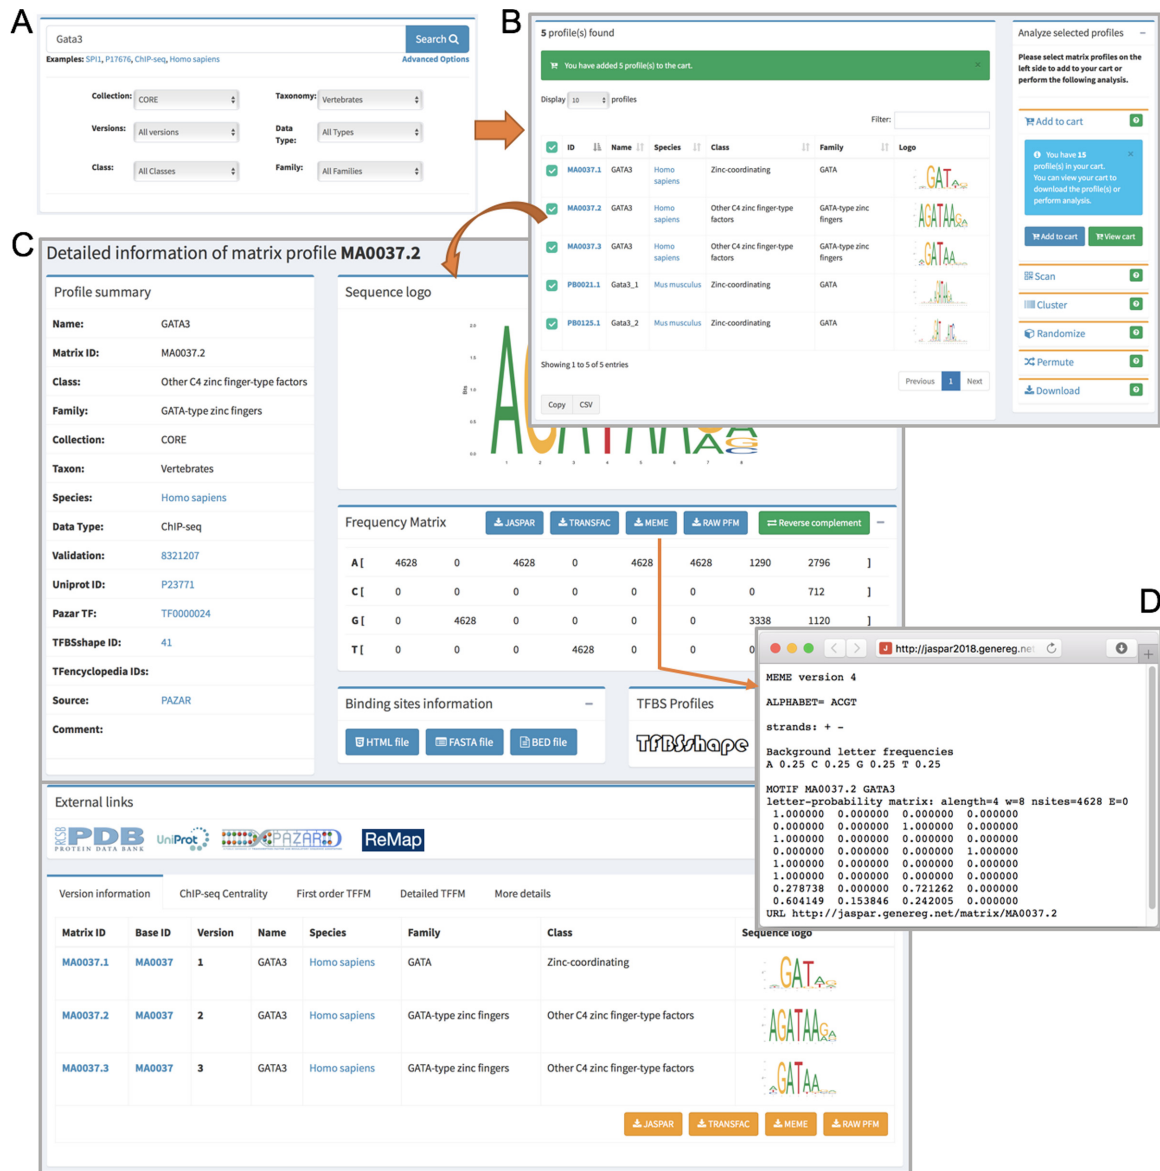 A
Gata3
Search
Examples: SPI1, P17676, ChIP-seq, Homo sapiens
Advanced Options
Collection: CORE
Taxonomy: Vertebrates
Versions: All versions
Data Type: All Types
Class: All Classes
Family: All Families
B
5 profile(s) found
You have added 5 profile(s) to the cart.
×
Display 10 profiles
Filter:
ID Name Species Class Family Logo
MA0037.1 GATA3 Homo sapiens Zinc-coordinating GATA
MA0037.2 GATA3 Homo sapiens Other C4 zinc finger-type factors GATA-type zinc fingers
MA0037.3 GATA3 Homo sapiens Other C4 zinc finger-type factors GATA-type zinc fingers
PB0021.1 Gata3_1 Mus musculus Zinc-coordinating GATA
PB0125.1 Gata3_2 Mus musculus Zinc-coordinating GATA
Showing 1 to 5 of 5 entries
Previous 1 Next
Copy CSV
Analyze selected profiles −
Please select matrix profiles on the
left side to add to your cart or
perform the following analysis.
Add to cart
You have 15 ×
profile(s) in your cart.
You can view your cart to
download the profile(s) or
perform analysis.
Add to cart View cart
Scan
Cluster
Randomize
Permute
Download
C
Detailed information of matrix profile MA0037.2
Profile summary
Name: GATA3
Matrix ID: MA0037.2
Class: Other C4 zinc finger-type factors
Family: GATA-type zinc fingers
Collection: CORE
Taxon: Vertebrates
Species: Homo sapiens
Data Type: ChIP-seq
Validation: 8321207
Uniprot ID: P23771
Pazar TF: TF0000024
TFBSshape ID: 41
TFencyclopedia IDs:
Source: PAZAR
Comment:
Sequence logo
2.0
1.5
1.0
0.5
0.0
Bits
1 2 3 4 5 6 7 8
Frequency Matrix JASPAR TRANSFAC MEME RAW PFM Reverse complement −
A [ 4628 0 4628 0 4628 4628 1290 2796 ]
C [ 0 0 0 0 0 0 0 712 ]
G [ 0 4628 0 0 0 0 3338 1120 ]
T [ 0 0 0 4628 0 0
Binding sites information −
HTML file FASTA file BED file
TFBS Profiles
TFBSshape
D
http://jaspar2018.genereg.ne
MEME version 4
ALPHABET= ACGT
strands: + -
Background letter frequencies
A 0.25 C 0.25 G 0.25 T 0.25
MOTIF MA0037.2 GATA3
letter-probability matrix: alength=4 w=8 nsites=4628 E=0
1.000000 0.000000 0.000000 0.000000
0.000000 0.000000 1.000000 0.000000
1.000000 0.000000 0.000000 0.000000
0.000000 0.000000 0.000000 1.000000
1.000000 0.000000 0.000000 0.000000
1.000000 0.000000 0.000000 0.000000
0.278738 0.000000 0.721262 0.000000
0.604149 0.153846 0.242005 0.000000
URL http://jaspar.genereg.net/matrix/MA0037.2
External links
RCSB PDB PROTEIN DATA BANK
UniProt
PAZAR
ReMap
Version information ChIP-seq Centrality First order TFFM Detailed TFFM More details
Matrix ID Base ID Version Name Species Family Class Sequence logo
MA0037.1 MA0037 1 GATA3 Homo sapiens GATA Zinc-coordinating
MA0037.2 MA0037 2 GATA3 Homo sapiens GATA-type zinc fingers Other C4 zinc finger-type factors
MA0037.3 MA0037 3 GATA3 Homo sapiens GATA-type zinc fingers Other C4 zinc finger-type factors
JASPAR TRANSFAC MEME RAW PFM